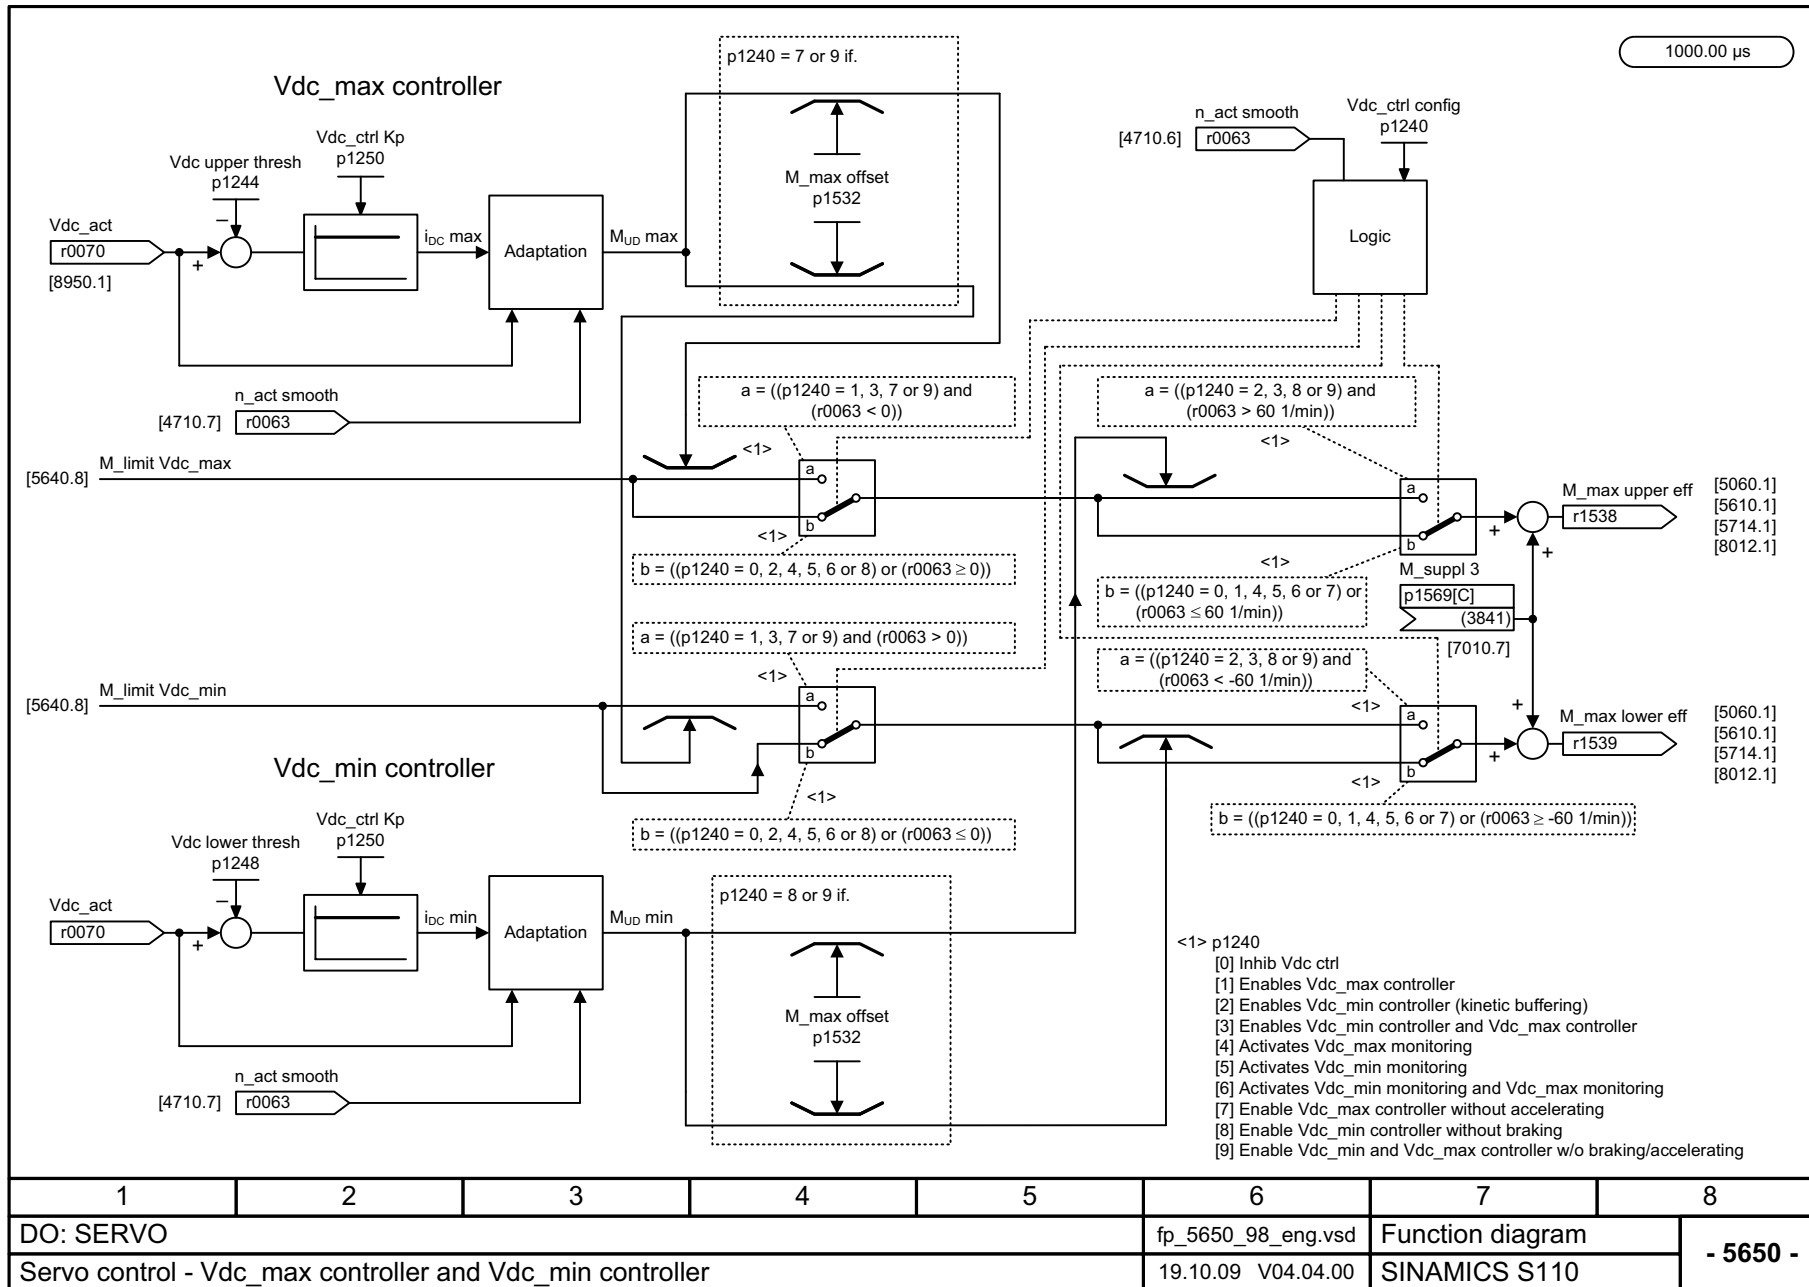 1000.00 µs
p1240 = 7 or 9 if.
Vdc_max controller
Vdc_ctrl Kp
p1250
Vdc upper thresh
p1244
–
Vdc_act
r0070
[8950.1]
+
iDC max
Adaptation
MUD max
M_max offset
p1532
n_act smooth
[4710.6]
r0063
Vdc_ctrl config
p1240
Logic
n_act smooth
[4710.7]
r0063
a = ((p1240 = 1, 3, 7 or 9) and
(r0063 < 0))
a = ((p1240 = 2, 3, 8 or 9) and
(r0063 > 60 1/min))
<1>
<1>
[5640.8]
M_limit Vdc_max
a
b
<1>
b = ((p1240 = 0, 2, 4, 5, 6 or 8) or (r0063 ≥ 0))
a
b
<1>
+
+
M_max upper eff
r1538
[5060.1]
[5610.1]
[5714.1]
[8012.1]
b = ((p1240 = 0, 1, 4, 5, 6 or 7) or
(r0063 ≤ 60 1/min))
M_suppl 3
p1569[C]
(3841)
[7010.7]
a = ((p1240 = 1, 3, 7 or 9) and (r0063 > 0))
<1>
a = ((p1240 = 2, 3, 8 or 9) and
(r0063 < -60 1/min))
<1>
[5640.8]
M_limit Vdc_min
a
b
<1>
b = ((p1240 = 0, 2, 4, 5, 6 or 8) or (r0063 ≤ 0))
a
b
<1>
+
+
M_max lower eff
r1539
[5060.1]
[5610.1]
[5714.1]
[8012.1]
b = ((p1240 = 0, 1, 4, 5, 6 or 7) or (r0063 ≥ -60 1/min))
Vdc_min controller
Vdc_ctrl Kp
p1250
Vdc lower thresh
p1248
–
Vdc_act
r0070
+
iDC min
Adaptation
MUD min
p1240 = 8 or 9 if.
M_max offset
p1532
n_act smooth
[4710.7]
r0063
<1> p1240
[0] Inhib Vdc ctrl
[1] Enables Vdc_max controller
[2] Enables Vdc_min controller (kinetic buffering)
[3] Enables Vdc_min controller and Vdc_max controller
[4] Activates Vdc_max monitoring
[5] Activates Vdc_min monitoring
[6] Activates Vdc_min monitoring and Vdc_max monitoring
[7] Enable Vdc_max controller without accelerating
[8] Enable Vdc_min controller without braking
[9] Enable Vdc_min and Vdc_max controller w/o braking/accelerating
1 2 3 4 5 6 7 8
DO: SERVO
fp_5650_98_eng.vsd
Function diagram
- 5650 -
Servo control - Vdc_max controller and Vdc_min controller
19.10.09 V04.04.00
SINAMICS S110